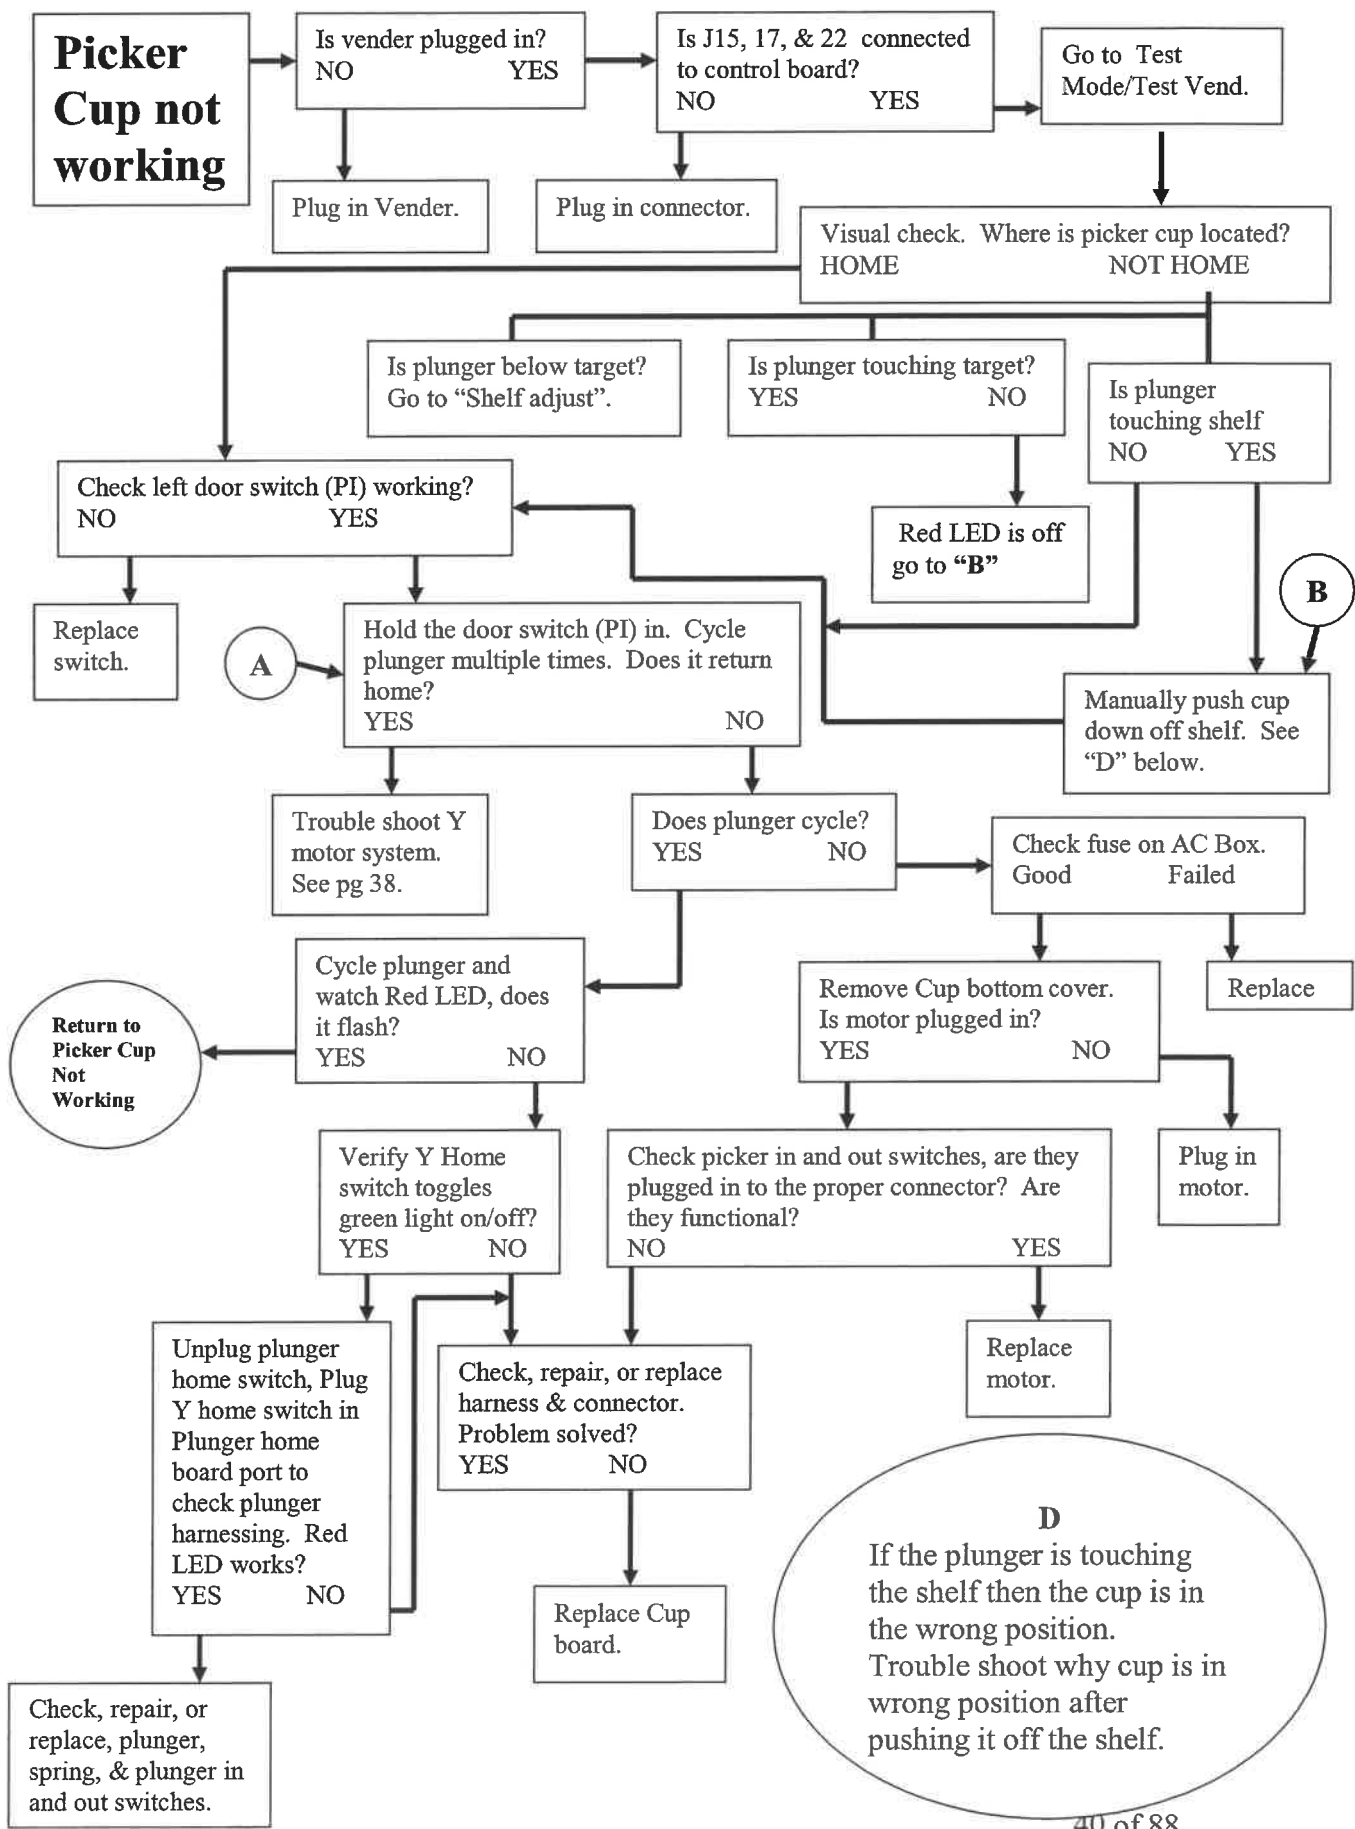 Picker
Cup not
working
Is vender plugged in?
NO YES
Is J15, 17, & 22 connected
to control board?
NO YES
Go to Test
Mode/Test Vend.
Plug in Vender.
Plug in connector.
Visual check. Where is picker cup located?
HOME NOT HOME
Is plunger below target?
Go to “Shelf adjust”.
Is plunger touching target?
YES NO
Is plunger
touching shelf
NO YES
Check left door switch (PI) working?
NO YES
Red LED is off
go to “B”
B
Replace
switch.
A
Hold the door switch (PI) in. Cycle
plunger multiple times. Does it return
home?
YES NO
Manually push cup
down off shelf. See
“D” below.
Trouble shoot Y
motor system.
See pg 38.
Does plunger cycle?
YES NO
Check fuse on AC Box.
Good Failed
Cycle plunger and
watch Red LED, does
it flash?
YES NO
Remove Cup bottom cover.
Is motor plugged in?
YES NO
Replace
Return to
Picker Cup
Not
Working
Verify Y Home
switch toggles
green light on/off?
YES NO
Check picker in and out switches, are they
plugged in to the proper connector? Are
they functional?
NO YES
Plug in
motor.
Unplug plunger
home switch, Plug
Y home switch in
Plunger home
board port to
check plunger
harnessing. Red
LED works?
YES NO
Check, repair, or replace
harness & connector.
Problem solved?
YES NO
Replace
motor.
Replace Cup
board.
D
If the plunger is touching
the shelf then the cup is in
the wrong position.
Trouble shoot why cup is in
wrong position after
pushing it off the shelf.
Check, repair, or
replace, plunger,
spring, & plunger in
and out switches.
40 of 88